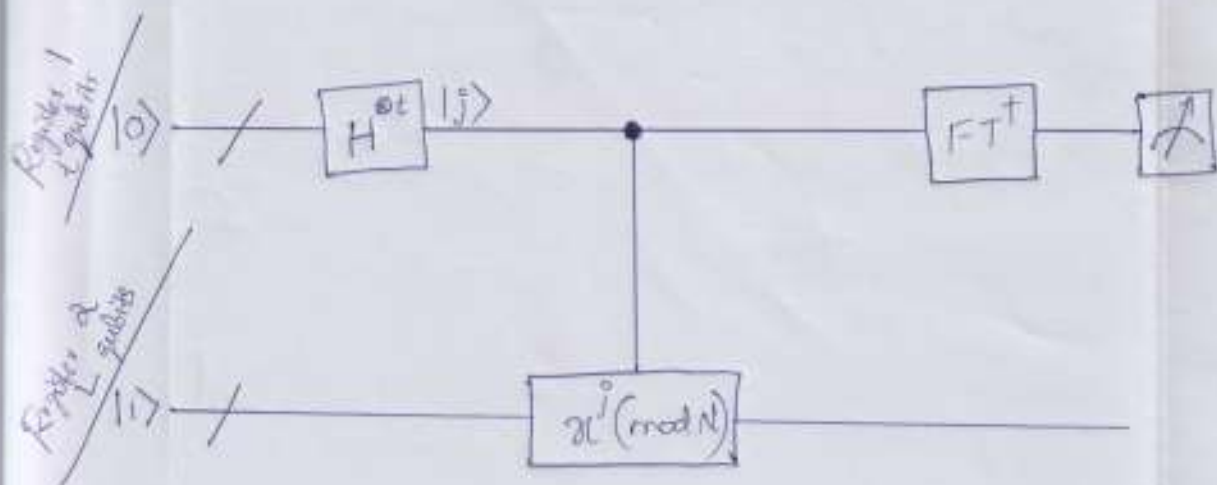 Register 1
t qubits
|0⟩
H^{⊗t}
|j⟩
FT^†
Register 2
L qubits
|1⟩
x^j (mod N)